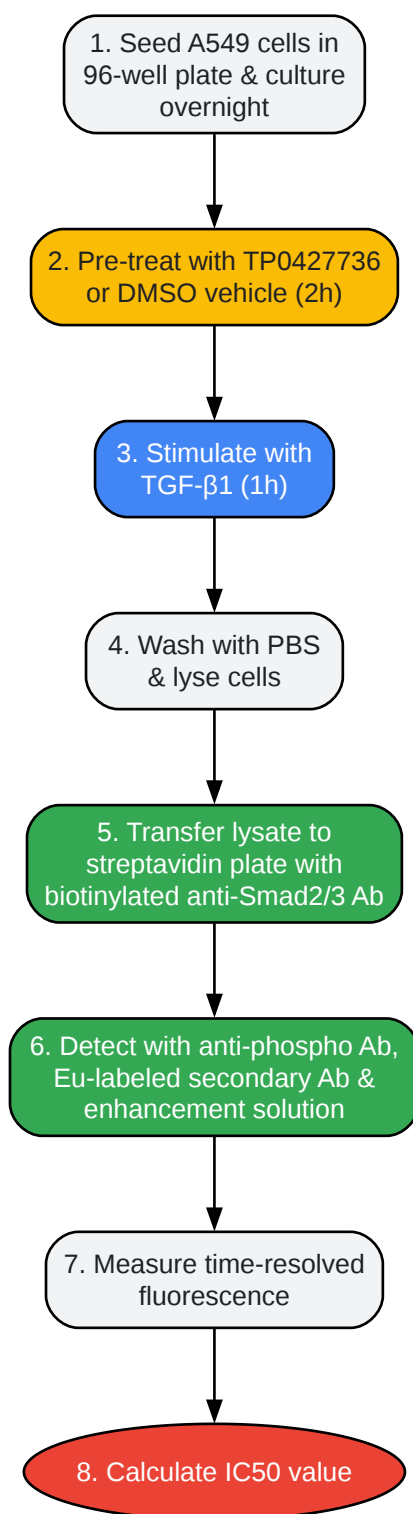 1. Seed A549 cells in
96-well plate & culture
overnight
2. Pre-treat with TP0427736
or DMSO vehicle (2h)
3. Stimulate with
TGF-β1 (1h)
4. Wash with PBS
& lyse cells
5. Transfer lysate to
streptavidin plate with
biotinylated anti-Smad2/3 Ab
6. Detect with anti-phospho Ab,
Eu-labeled secondary Ab &
enhancement solution
7. Measure time-resolved
fluorescence
8. Calculate IC50 value